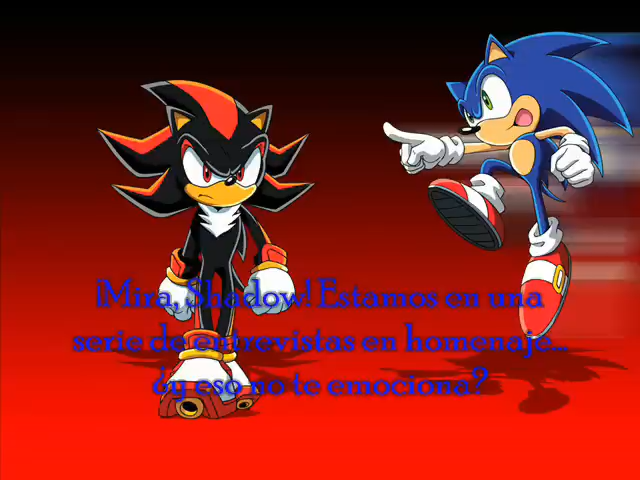 ¡Mira, Shadow! Estamos en una
serie de entrevistas en homenaje...
¿y eso no te emociona?